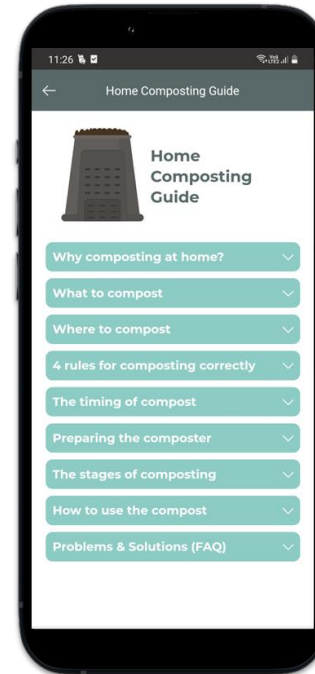 11:26
Home Composting Guide
Home
Composting
Guide
Why composting at home?
What to compost
Where to compost
4 rules for composting correctly
The timing of compost
Preparing the composter
The stages of composting
How to use the compost
Problems & Solutions (FAQ)